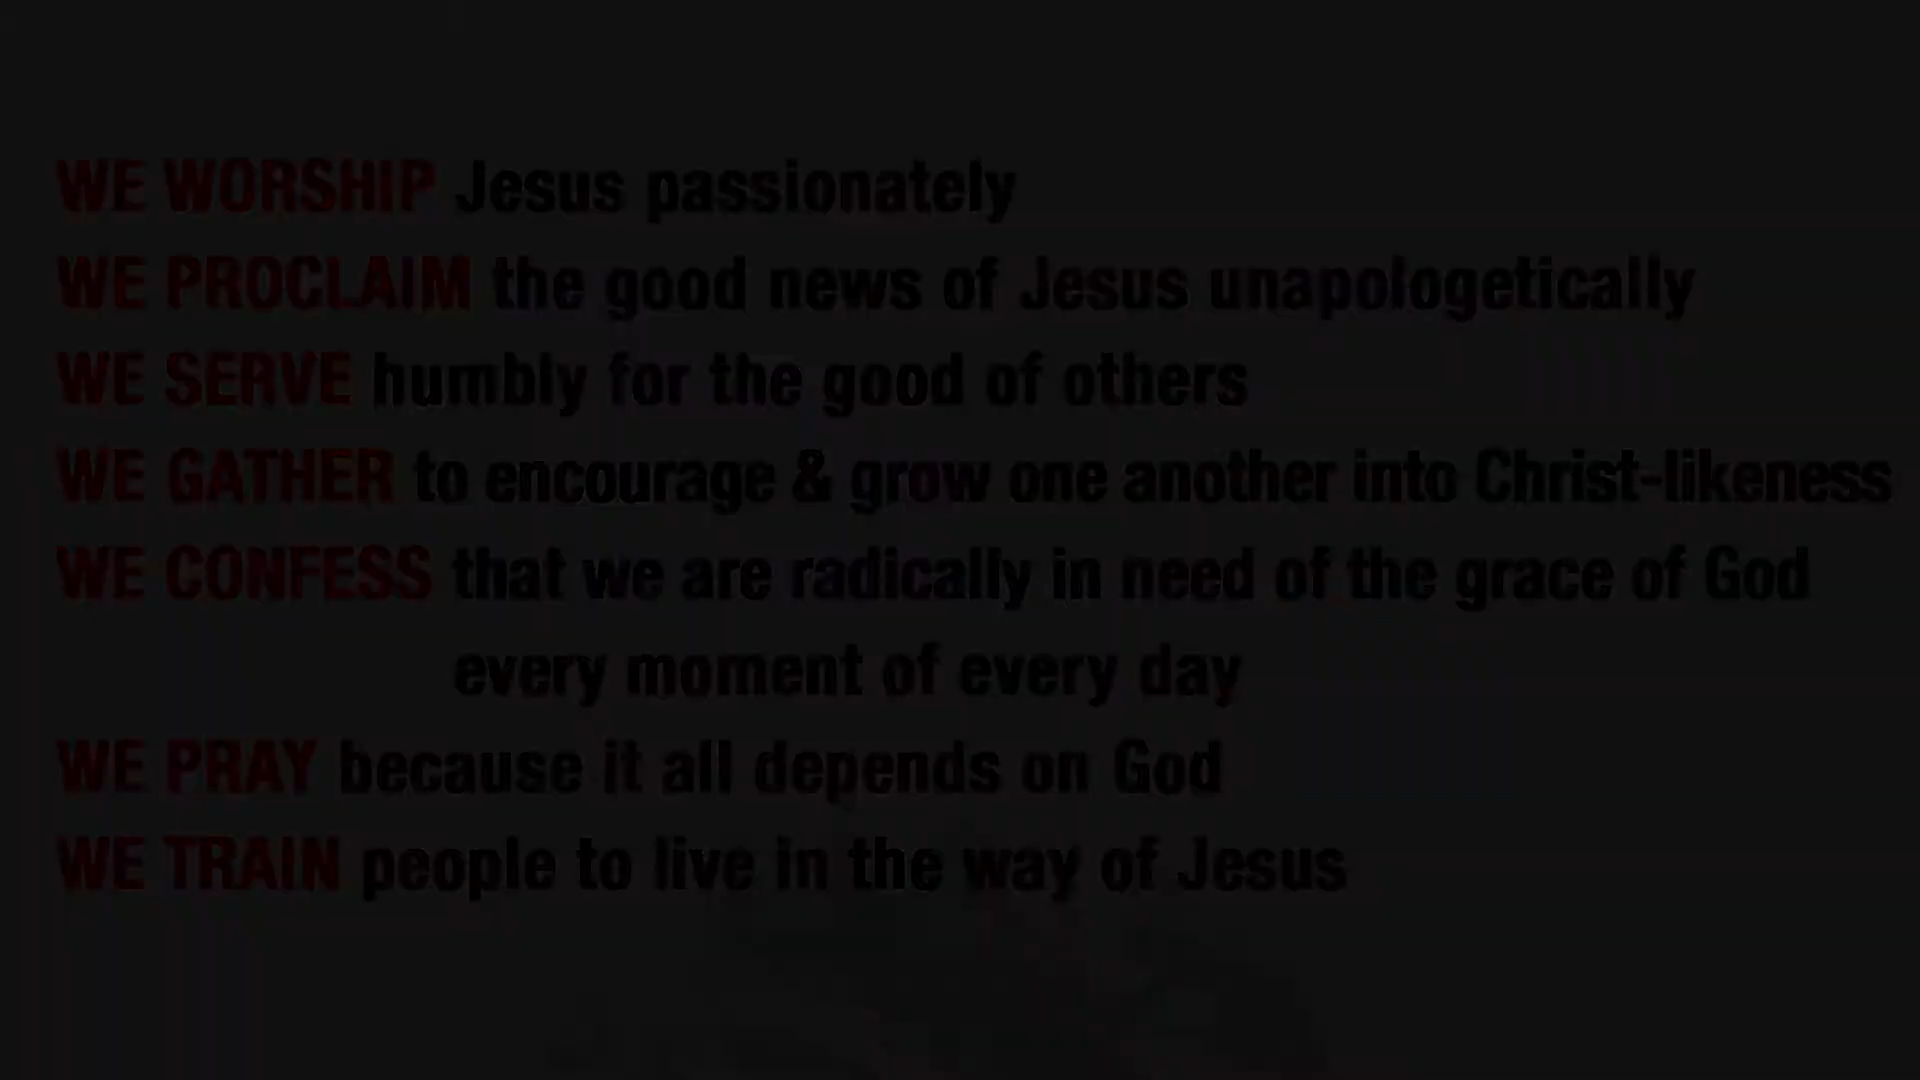 WE WORSHIP Jesus passionately
WE PROCLAIM the good news of Jesus unapologetically
WE SERVE humbly for the good of others
WE GATHER to encourage & grow one another into Christ-likeness
WE CONFESS that we are radically in need of the grace of God
every moment of every day
WE PRAY because it all depends on God
WE TRAIN people to live in the way of Jesus